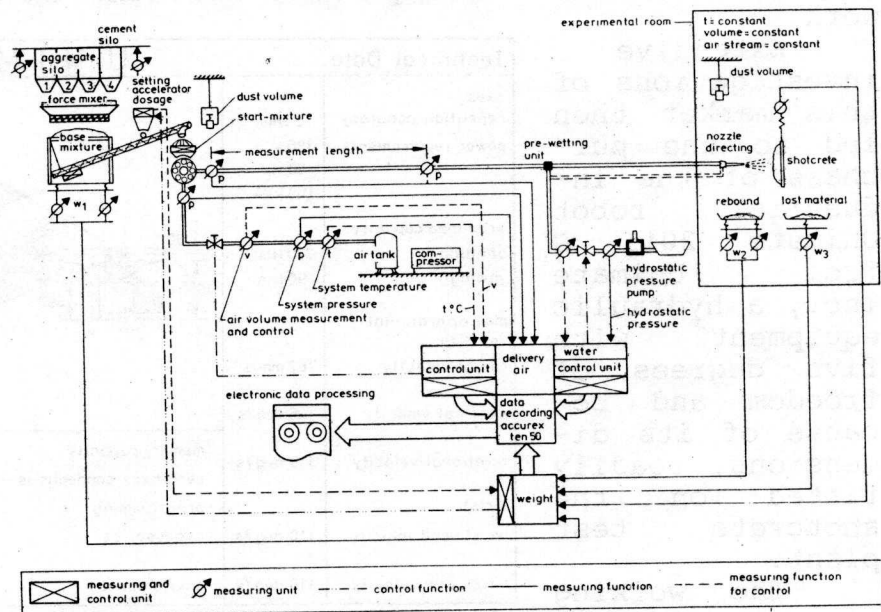 cement
silo
aggregate
silo
1 2 3 4
force mixer
setting
accelerator
dosage
base
mixture
w₁
dust volume
start-mixture
measurement length
p
p
p
pre-wetting
unit
experimental room
t = constant
volume = constant
air stream = constant
dust volume
nozzle
directing
shotcrete
rebound
lost material
w₂
w₃
v
p
t
air tank
com-
pressor
system temperature
system pressure
air volume measurement
and control
t°C
v
hydrostatic
pressure
pump
hydrostatic
pressure
control unit
delivery
air
water
control unit
data
recording
accurex
ten 50
electronic data processing
weight
measuring and
control unit
measuring unit
control function
measuring function
measuring function
for control